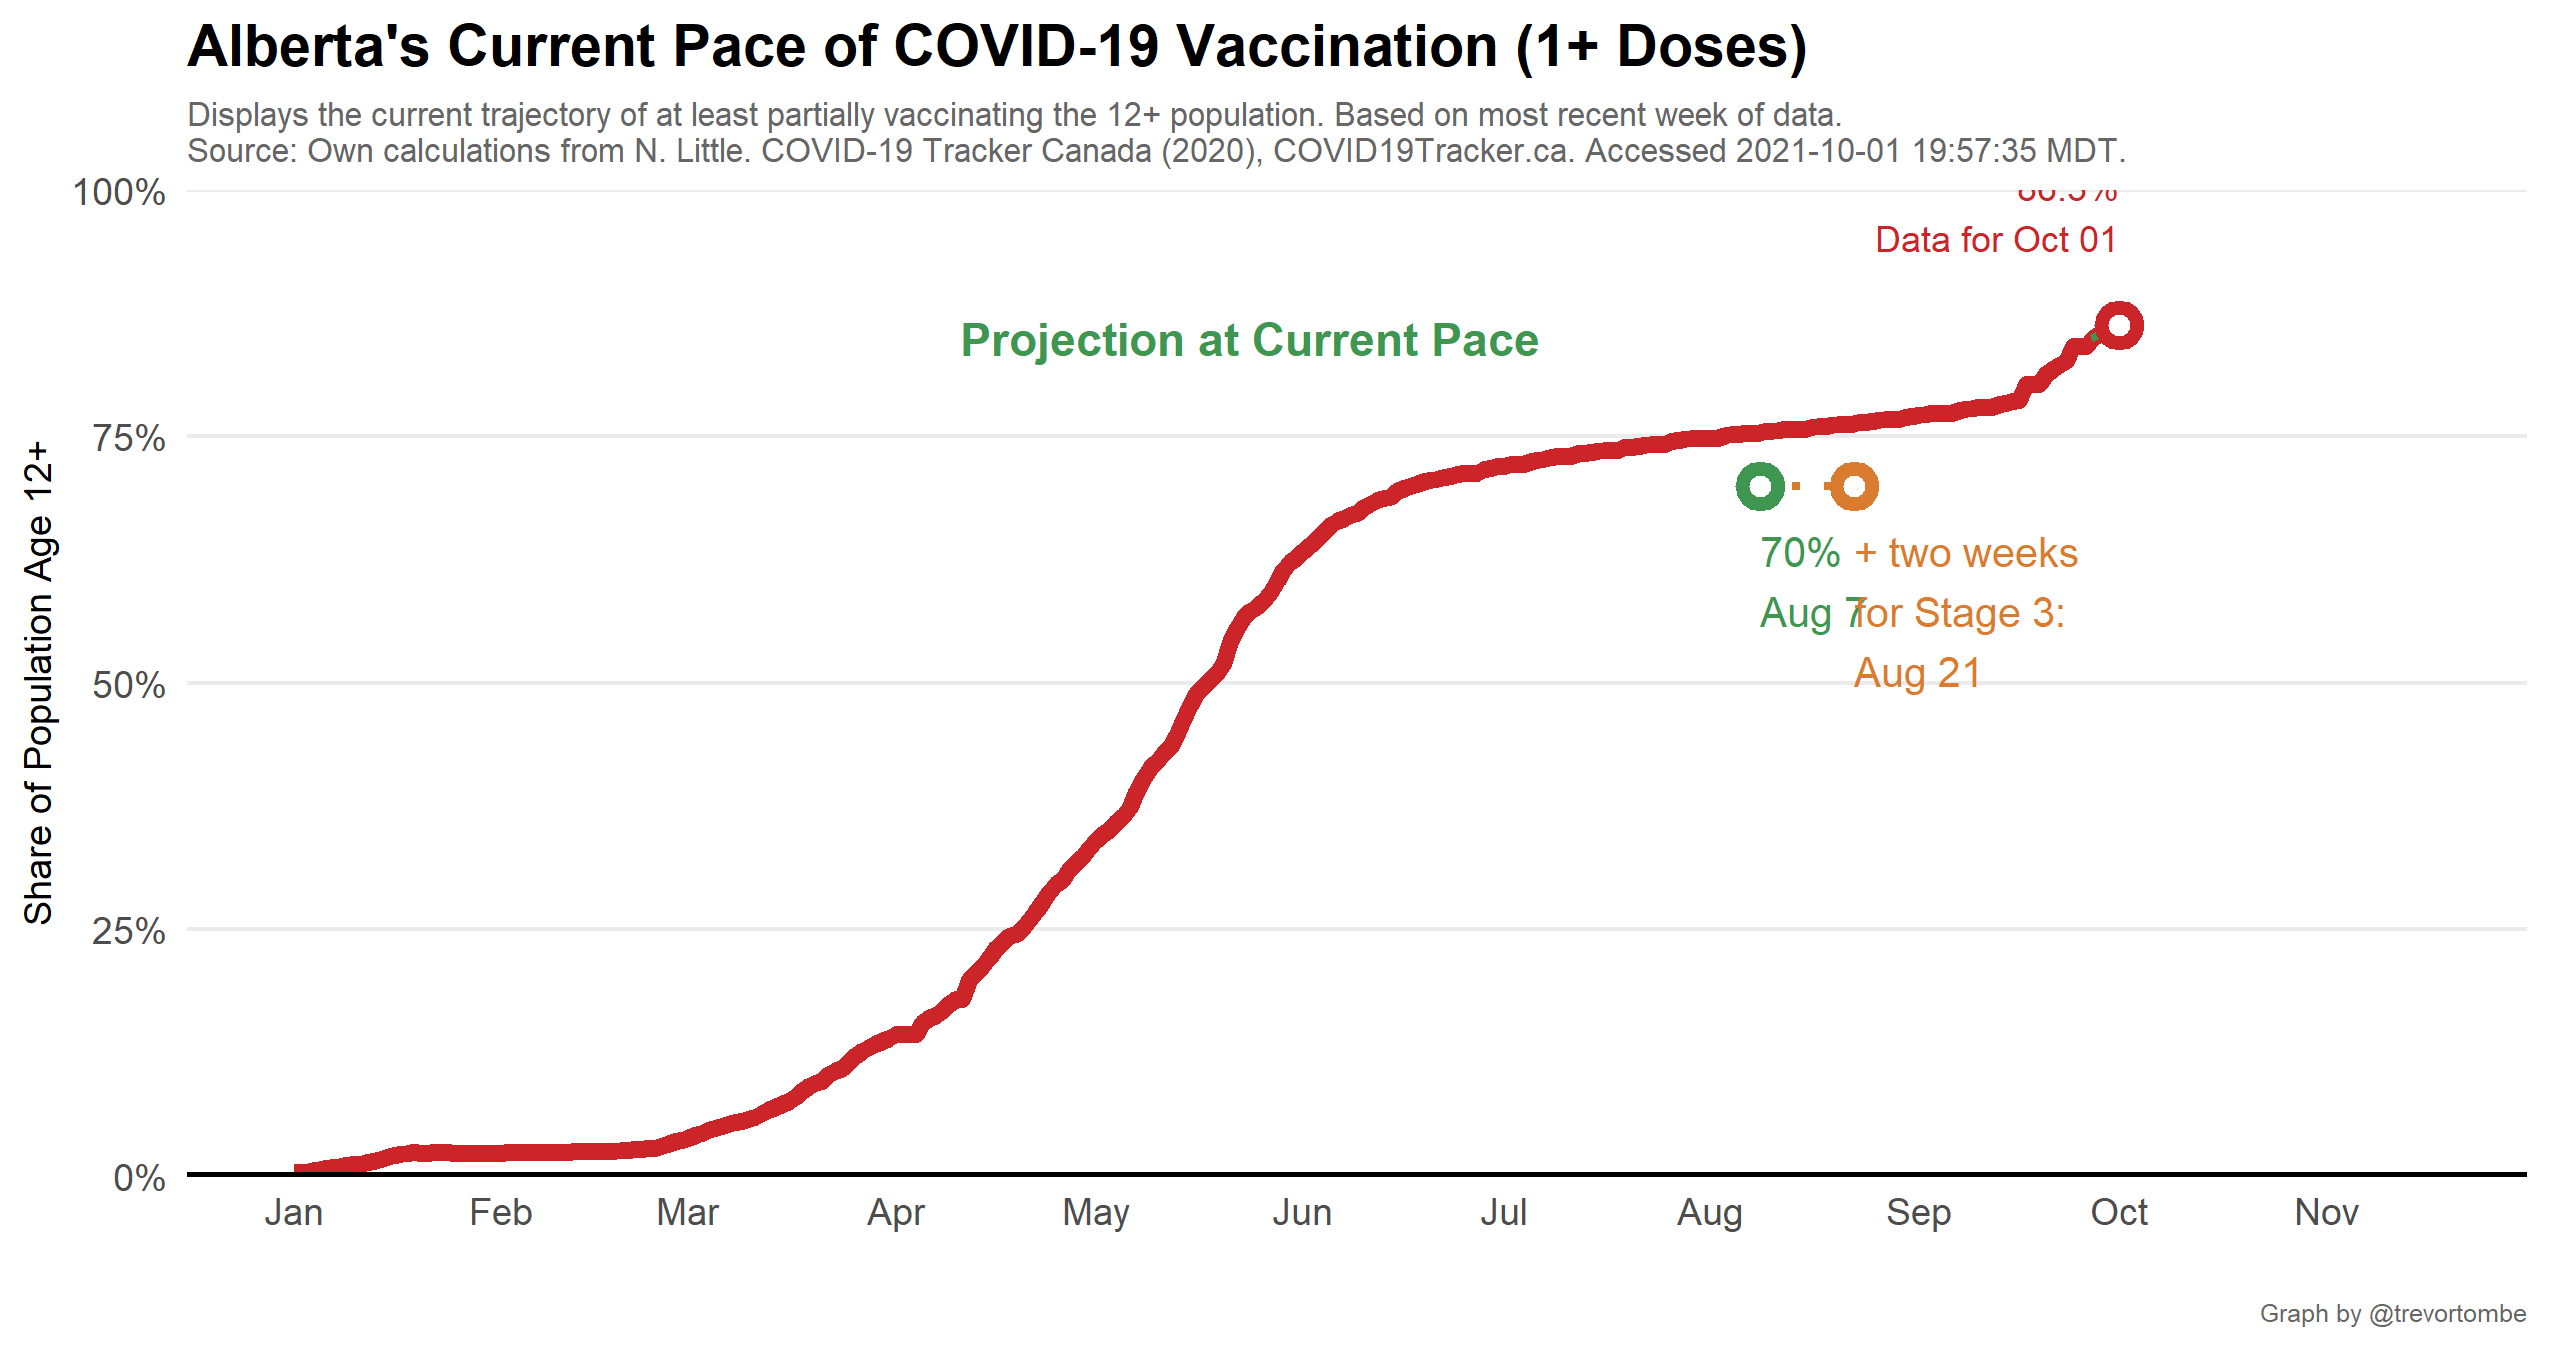 Alberta's Current Pace of COVID-19 Vaccination (1+ Doses)
Displays the current trajectory of at least partially vaccinating the 12+ population. Based on most recent week of data.
Source: Own calculations from N. Little. COVID-19 Tracker Canada (2020), COVID19Tracker.ca. Accessed 2021-10-01 19:57:35 MDT.
100%
Data for Oct 01
Projection at Current Pace
75%
70%
+ two weeks
Aug 7
for Stage 3:
Aug 21
50%
25%
0%
Share of Population Age 12+
Jan Feb Mar Apr May Jun Jul Aug Sep Oct Nov
Graph by @trevortombe